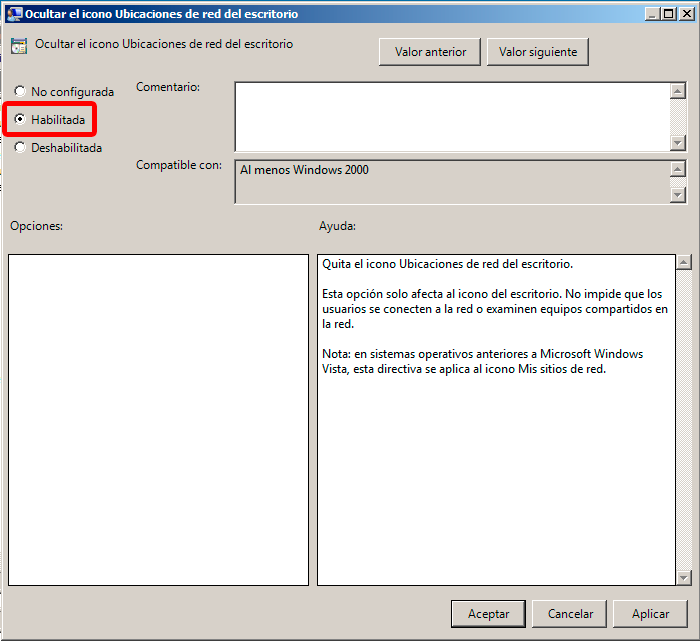 Ocultar el icono Ubicaciones de red del escritorio
Ocultar el icono Ubicaciones de red del escritorio
Valor anterior
Valor siguiente
No configurada
Habilitada
Deshabilitada
Comentario:
Compatible con:
Al menos Windows 2000
Opciones:
Ayuda:
Quita el icono Ubicaciones de red del escritorio.
Esta opción solo afecta al icono del escritorio. No impide que los
usuarios se conecten a la red o examinen equipos compartidos en
la red.
Nota: en sistemas operativos anteriores a Microsoft Windows
Vista, esta directiva se aplica al icono Mis sitios de red.
Aceptar
Cancelar
Aplicar